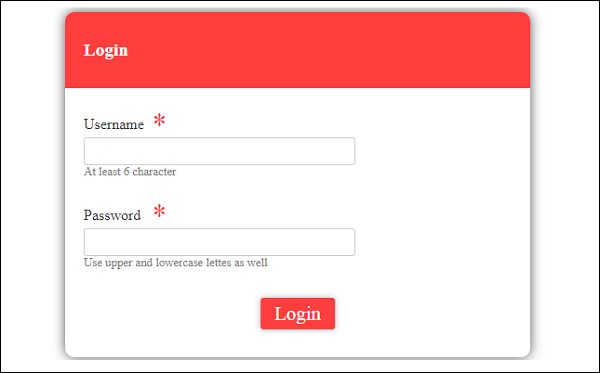 Login
Username *
At least 6 character
Password *
Use upper and lowercase lettes as well
Login